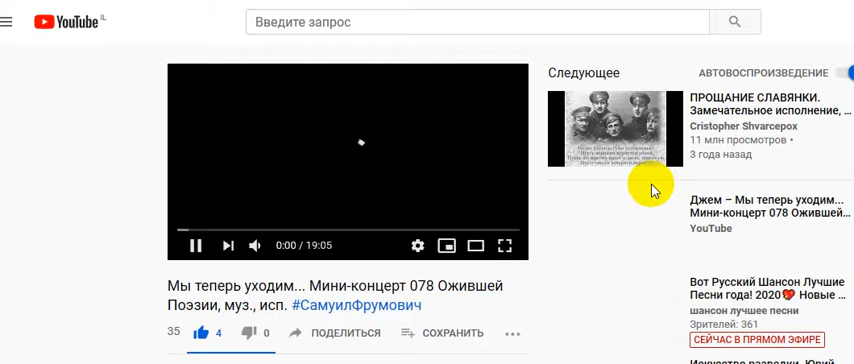 YouTube IL
Введите запрос
Следующее
АВТОВОСПРОИЗВЕДЕНИЕ
ПРОЩАНИЕ СЛАВЯНКИ.
Замечательное исполнение, ...
Cristopher Shvarcepox
11 млн просмотров •
3 года назад
Джем – Мы теперь уходим...
Мини-концерт 078 Ожившей...
YouTube
Вот Русский Шансон Лучшие
Песни года! 2020💖 Новые ...
шансон лучшее песни
Зрителей: 361
СЕЙЧАС В ПРЯМОМ ЭФИРЕ
0:00 / 19:05
Мы теперь уходим... Мини-концерт 078 Ожившей
Поэзии, муз., исп. #СамуилФрумович
35 4 0 ПОДЕЛИТЬСЯ СОХРАНИТЬ ...